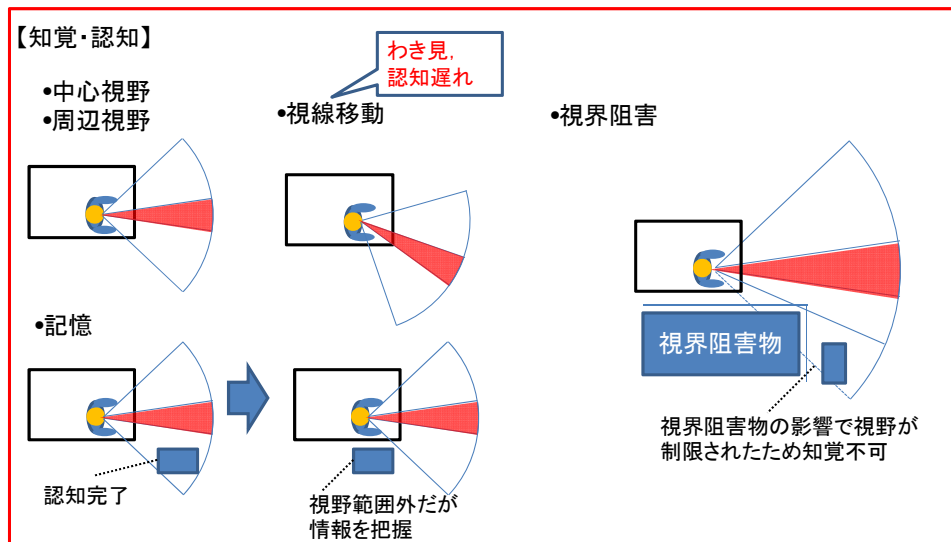 【知覚・認知】
•中心視野
•周辺視野
わき見,
認知遅れ
•視線移動
•視界阻害
•記憶
認知完了
視野範囲外だが
情報を把握
視界阻害物
視界阻害物の影響で視野が
制限されたため知覚不可